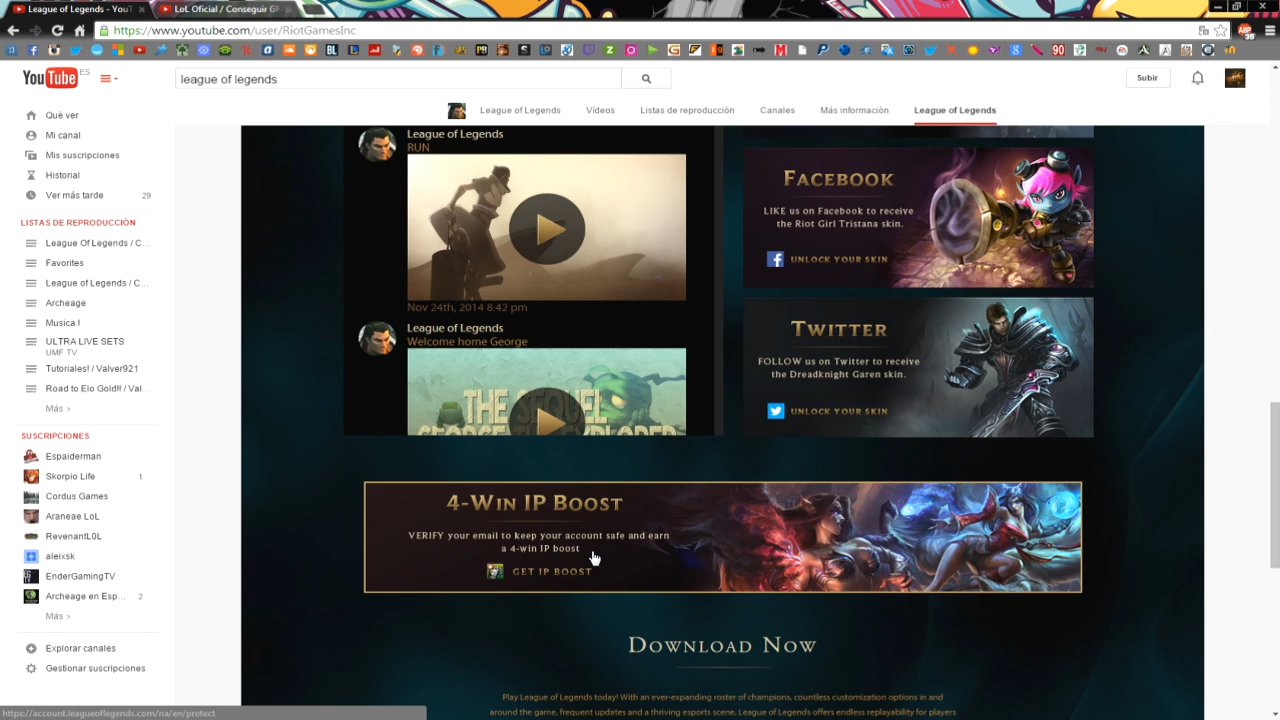 League of Legends - YouT
LoL Oficial / Conseguir GR
https://www.youtube.com/user/RiotGamesInc
YouTube ES
league of legends
Subir
League of Legends
Vídeos
Listas de reproducción
Canales
Más información
League of Legends
Qué ver
Mi canal
Mis suscripciones
Historial
Ver más tarde 29
LISTAS DE REPRODUCCIÓN
League Of Legends / C...
Favorites
League of Legends / C...
Archeage
Musica.!
ULTRA LIVE SETS
UMF TV
Tutoriales! / Valver921
Road to Elo Gold!! / Val...
Más ›
SUSCRIPCIONES
Espaiderman
Skorpio Life 1
Cordus Games
Araneae LoL
RevenantL0L
aleixsk
EnderGamingTV
Archeage en Esp... 2
Más ›
Explorar canales
Gestionar suscripciones
League of Legends
RUN
Nov 24th, 2014 8:42 pm
League of Legends
Welcome home George
THE SEQUEL
GEORGE THE EXPLORER
FACEBOOK
LIKE us on Facebook to receive
the Riot Girl Tristana skin.
UNLOCK YOUR SKIN
TWITTER
FOLLOW us on Twitter to receive
the Dreadknight Garen skin.
UNLOCK YOUR SKIN
4-WIN IP BOOST
VERIFY your email to keep your account safe and earn
a 4-win IP boost
GET IP BOOST
DOWNLOAD NOW
Play League of Legends today! With an ever-expanding roster of champions, countless customization options in and
around the game, frequent updates and a thriving esports scene, League of Legends offers endless replayability for players
https://account.leagueoflegends.com/na/en/protect